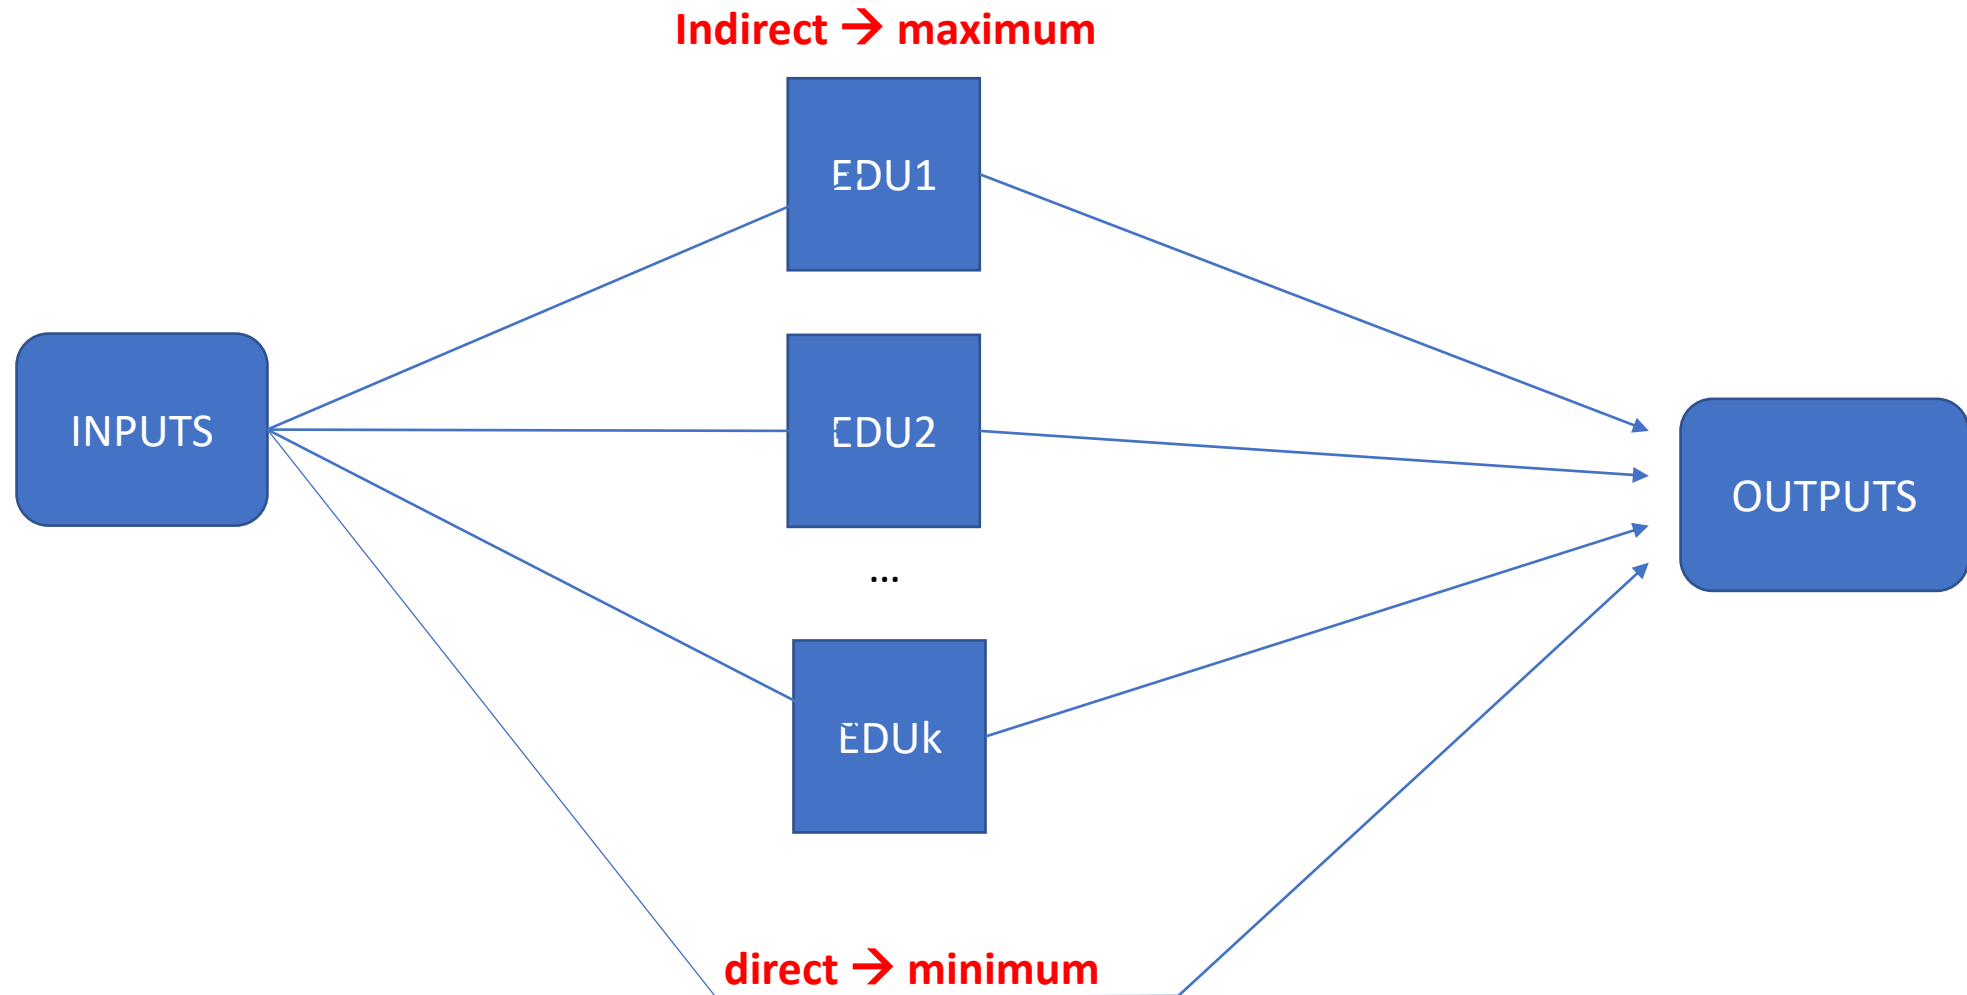 Indirect → maximum
EDU1
INPUTS
EDU2
OUTPUTS
...
EDUk
direct → minimum